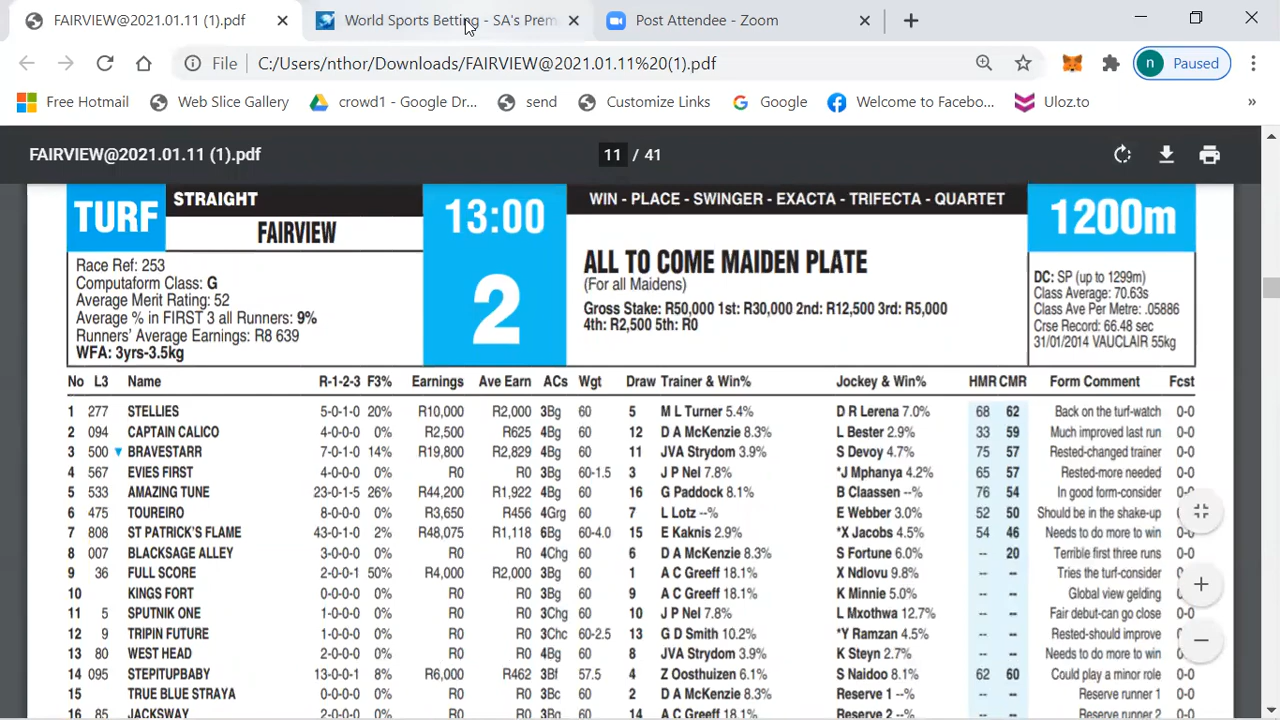 FAIRVIEW@2021.01.11 (1).pdf World Sports Betting - SA's Prem Post Attendee - Zoom
File C:/Users/nthor/Downloads/FAIRVIEW@2021.01.11%20(1).pdf n Paused
Free Hotmail Web Slice Gallery crowd1 - Google Dr... send Customize Links Google Welcome to Facebo... Uloz.to »
FAIRVIEW@2021.01.11 (1).pdf 11 / 41
TURF STRAIGHT 13:00 WIN - PLACE - SWINGER - EXACTA - TRIFECTA - QUARTET 1200m
FAIRVIEW
Race Ref: 253
Computaform Class: G
Average Merit Rating: 52
Average % in FIRST 3 all Runners: 9%
Runners' Average Earnings: R8 639
WFA: 3yrs-3.5kg
2
ALL TO COME MAIDEN PLATE
(For all Maidens)
Gross Stake: R50,000 1st: R30,000 2nd: R12,500 3rd: R5,000
4th: R2,500 5th: R0
DC: SP (up to 1299m)
Class Average: 70.63s
Class Ave Per Metre: .05886
Crse Record: 66.48 sec
31/01/2014 VAUCLAIR 55kg
No L3 Name R-1-2-3 F3% Earnings Ave Earn ACs Wgt Draw Trainer & Win% Jockey & Win% HMR CMR Form Comment Fcst
1 277 STELLIES 5-0-1-0 20% R10,000 R2,000 3Bg 60 5 M L Turner 5.4% D R Lerena 7.0% 68 62 Back on the turf-watch 0-0
2 094 CAPTAIN CALICO 4-0-0-0 0% R2,500 R625 4Bg 60 12 D A McKenzie 8.3% L Bester 2.9% 33 59 Much improved last run 0-0
3 500 BRAVESTARR 7-0-1-0 14% R19,800 R2,829 4Bg 60 11 JVA Strydom 3.9% S Devoy 4.7% 75 57 Rested-changed trainer 0-0
4 567 EVIES FIRST 4-0-0-0 0% R0 R0 3Bg 60-1.5 3 J P Nel 7.8% *J Mphanya 4.2% 65 57 Rested-more needed 0-0
5 533 AMAZING TUNE 23-0-1-5 26% R44,200 R1,922 4Bg 60 16 G Paddock 8.1% B Claassen --% 76 54 In good form-consider 0-0
6 475 TOUREIRO 8-0-0-0 0% R3,650 R456 4Grg 60 7 L Lotz --% E Webber 3.0% 52 50 Should be in the shake-up
7 808 ST PATRICK'S FLAME 43-0-1-0 2% R48,075 R1,118 6Bg 60-4.0 15 E Kaknis 2.9% *X Jacobs 4.5% 54 46 Needs to do more to win 0-0
8 007 BLACKSAGE ALLEY 3-0-0-0 0% R0 R0 4Chg 60 6 D A McKenzie 8.3% S Fortune 6.0% -- 20 Terrible first three runs 0-0
9 36 FULL SCORE 2-0-0-1 50% R4,000 R2,000 3Bg 60 1 A C Greeff 18.1% X Ndlovu 9.8% -- -- Tries the turf-consider 0-0
10 KINGS FORT 0-0-0-0 0% R0 R0 3Bg 60 9 A C Greeff 18.1% K Minnie 5.0% -- -- Global view gelding
11 5 SPUTNIK ONE 1-0-0-0 0% R0 R0 3Chg 60 10 J P Nel 7.8% L Mxothwa 12.7% -- -- Fair debut-can go close 0-0
12 9 TRIPIN FUTURE 1-0-0-0 0% R0 R0 3Chc 60-2.5 13 G D Smith 10.2% *Y Ramzan 4.5% -- -- Rested-should improve
13 80 WEST HEAD 2-0-0-0 0% R0 R0 4Bg 60 8 JVA Strydom 3.9% K Steyn 2.7% -- -- Needs to do more to win 0-0
14 095 STEPITUPBABY 13-0-0-1 8% R6,000 R462 3Bf 57.5 4 Z Oosthuizen 6.1% S Naidoo 8.1% 62 60 Could play a minor role 0-0
15 TRUE BLUE STRAYA 0-0-0-0 0% R0 R0 3Bc 60 2 D A McKenzie 8.3% Reserve 1 --% -- -- Reserve runner 1 0-0
16 85 JACKSWAY 2-0-0-0 0% R0 R0 4Bg 60 14 A C Greeff 18.1% Reserve 2 --% -- -- Reserve runner 2 0-0